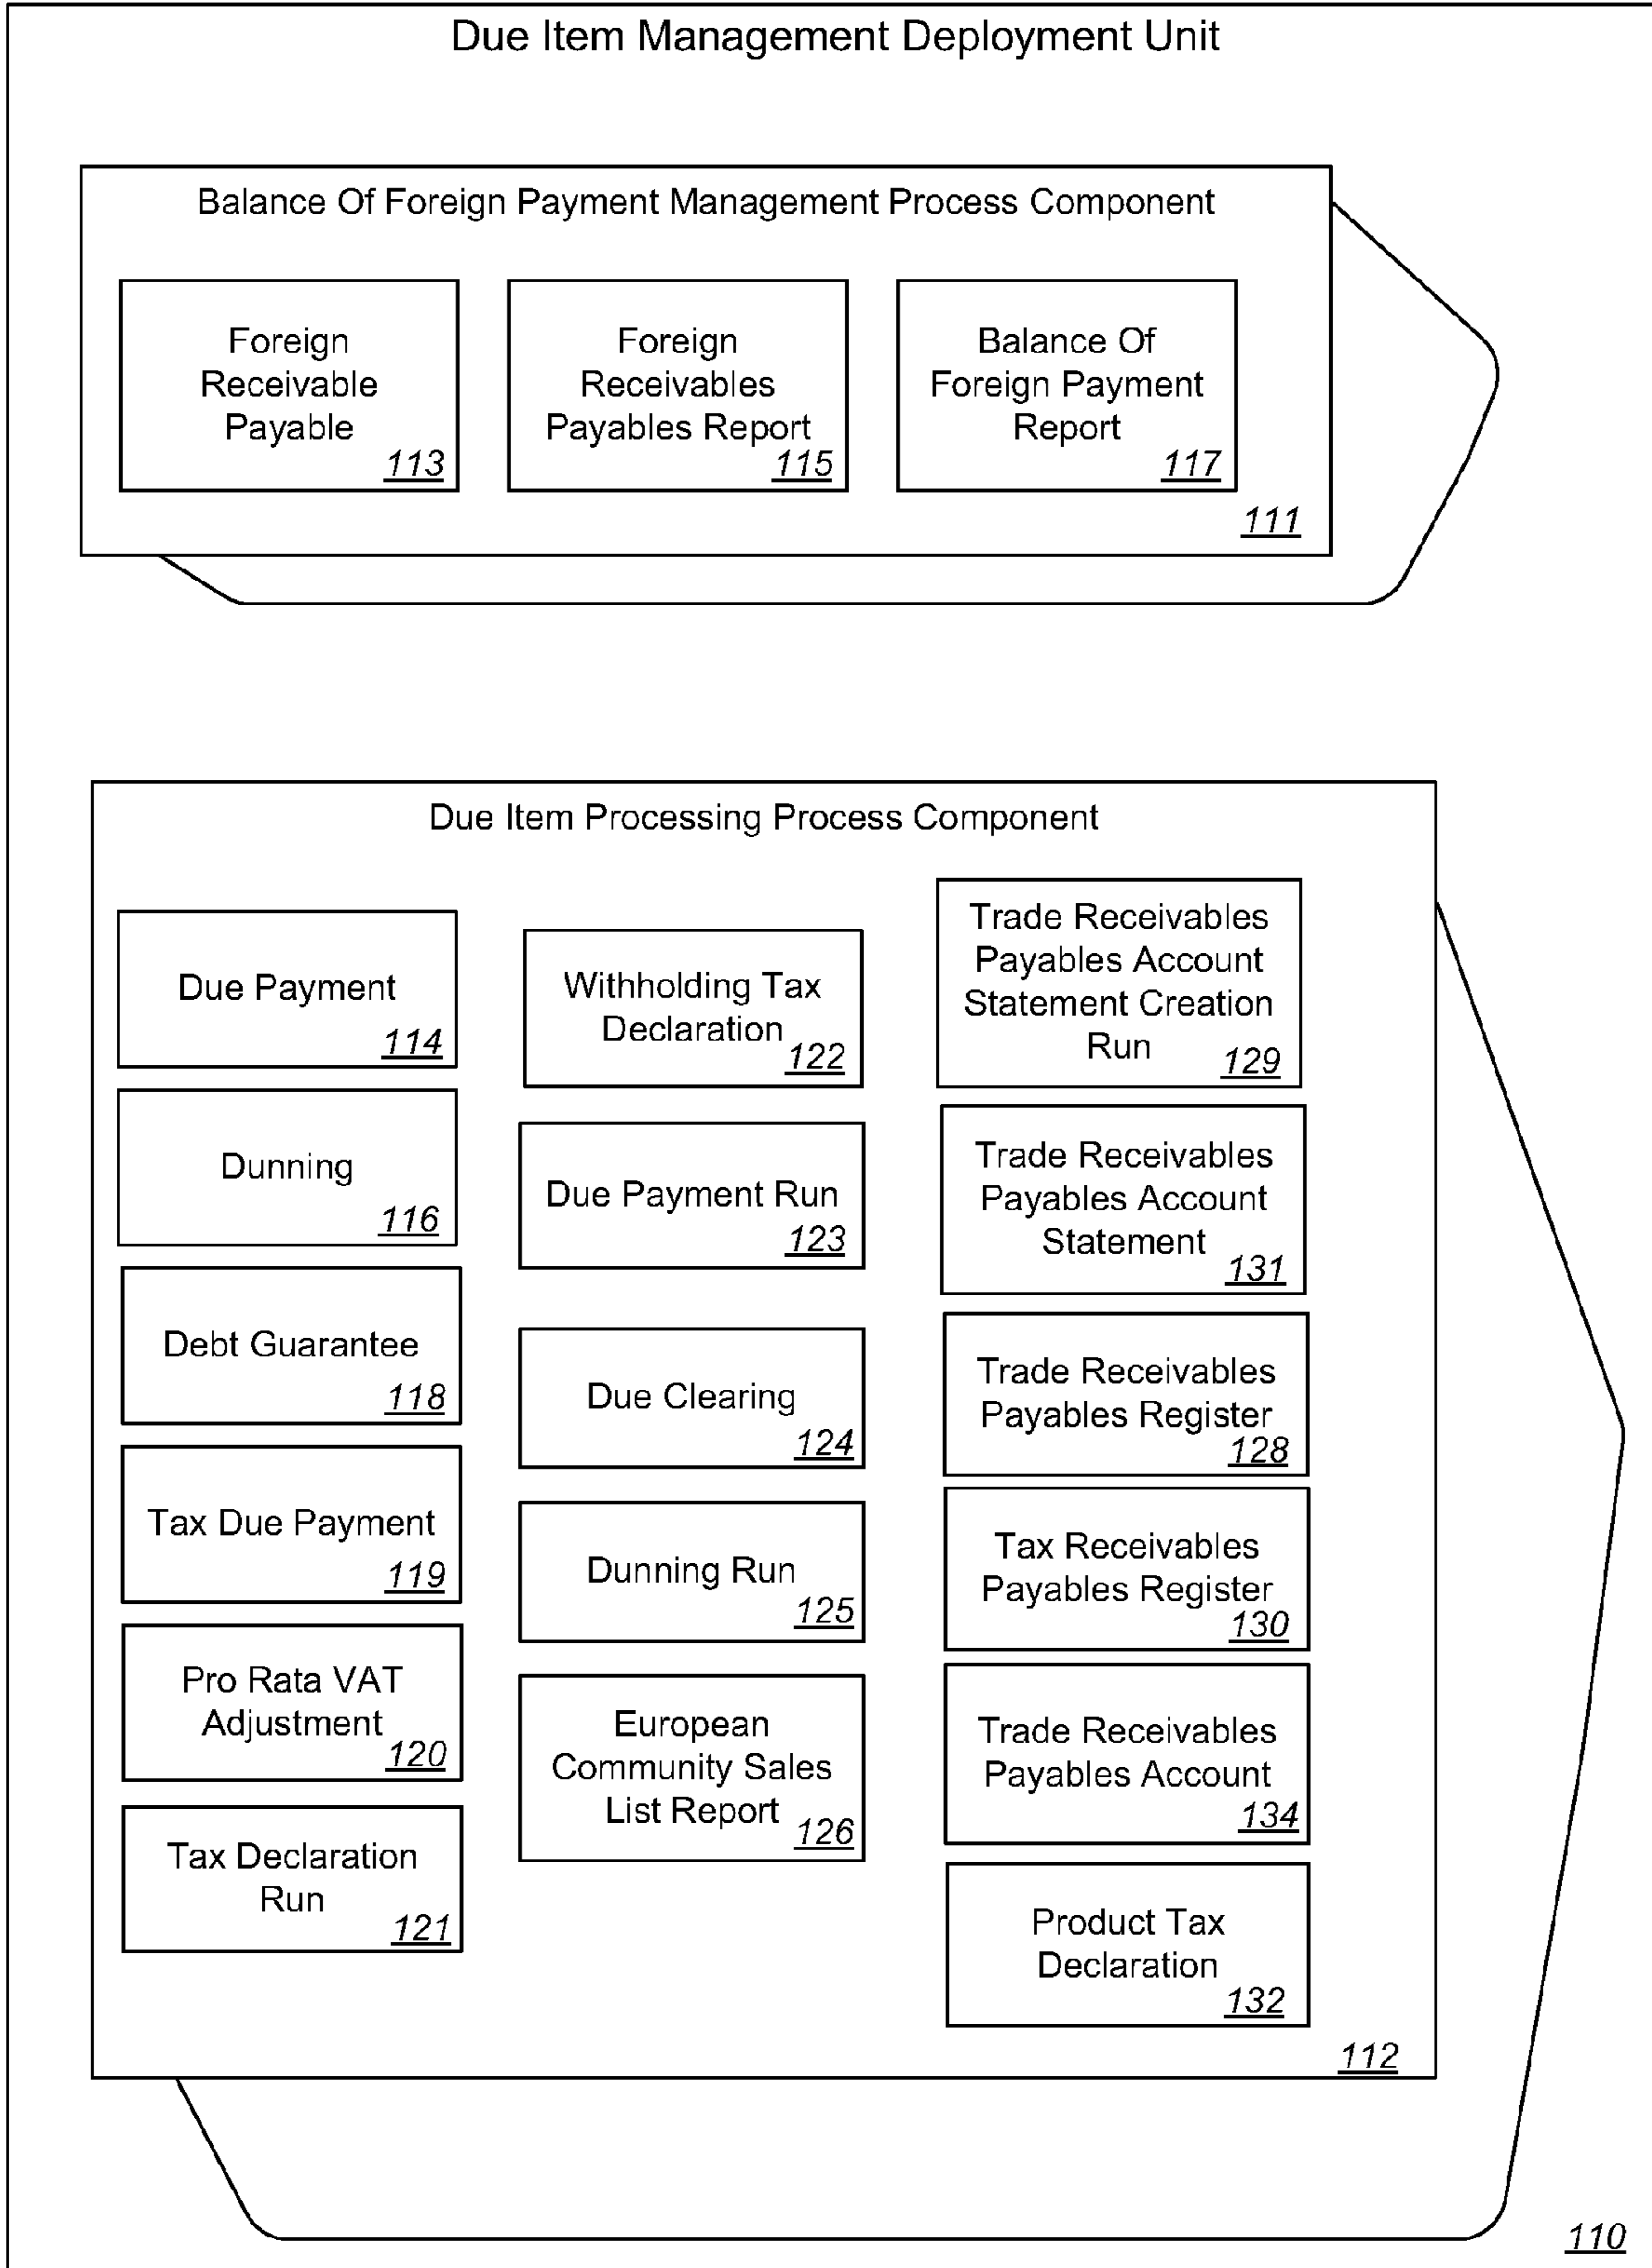 Due Item Management Deployment Unit
Balance Of Foreign Payment Management Process Component
Foreign
Receivable
Payable
113
Foreign
Receivables
Payables Report
115
Balance Of
Foreign Payment
Report
117
111
Due Item Processing Process Component
Due Payment
114
Dunning
116
Debt Guarantee
118
Tax Due Payment
119
Pro Rata VAT
Adjustment
120
Tax Declaration
Run
121
Withholding Tax
Declaration
122
Due Payment Run
123
Due Clearing
124
Dunning Run
125
European
Community Sales
List Report
126
Trade Receivables
Payables Account
Statement Creation
Run
129
Trade Receivables
Payables Account
Statement
131
Trade Receivables
Payables Register
128
Tax Receivables
Payables Register
130
Trade Receivables
Payables Account
134
Product Tax
Declaration
132
112
110